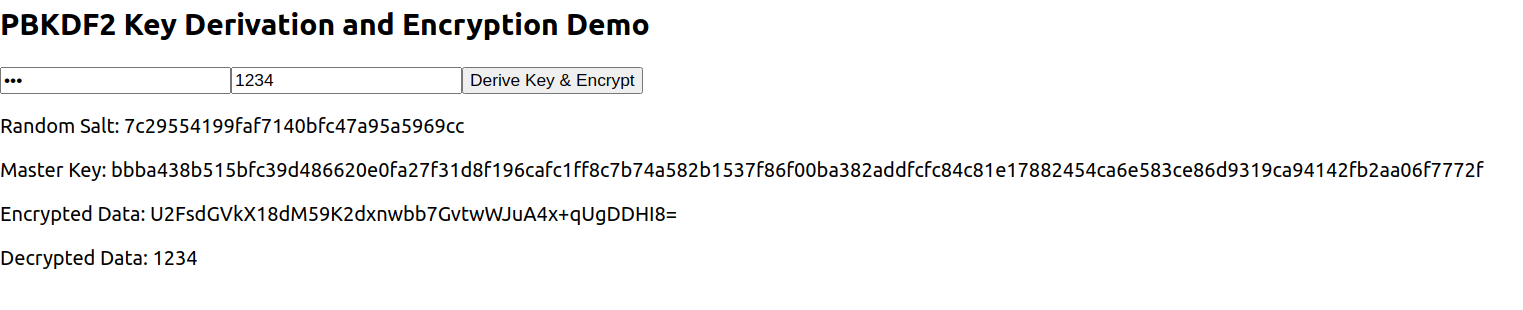 PBKDF2 Key Derivation and Encryption Demo
••• 1234 Derive Key & Encrypt
Random Salt: 7c29554199faf7140bfc47a95a5969cc
Master Key: bbba438b515bfc39d486620e0fa27f31d8f196cafc1ff8c7b74a582b1537f86f00ba382addfcfc84c81e17882454ca6e583ce86d9319ca94142fb2aa06f7772f
Encrypted Data: U2FsdGVkX18dM59K2dxnwbb7GvtwWJuA4x+qUgDDHI8=
Decrypted Data: 1234